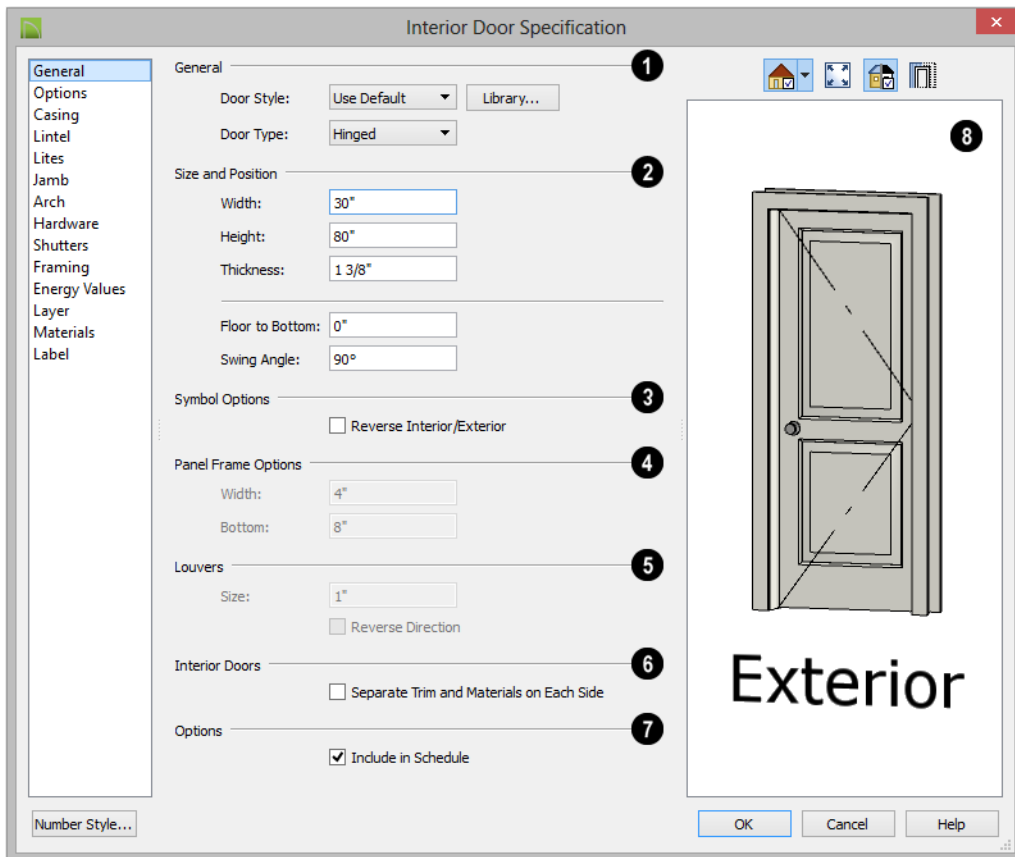 Interior Door Specification
General
Options
Casing
Lintel
Lites
Jamb
Arch
Hardware
Shutters
Framing
Energy Values
Layer
Materials
Label
Number Style...
General 1
Door Style: Use Default Library...
Door Type: Hinged
Size and Position 2
Width: 30"
Height: 80"
Thickness: 1 3/8"
Floor to Bottom: 0"
Swing Angle: 90°
Symbol Options 3
Reverse Interior/Exterior
Panel Frame Options 4
Width: 4"
Bottom: 8"
Louvers 5
Size: 1"
Reverse Direction
Interior Doors 6
Separate Trim and Materials on Each Side
Options 7
Include in Schedule
8
Exterior
OK Cancel Help